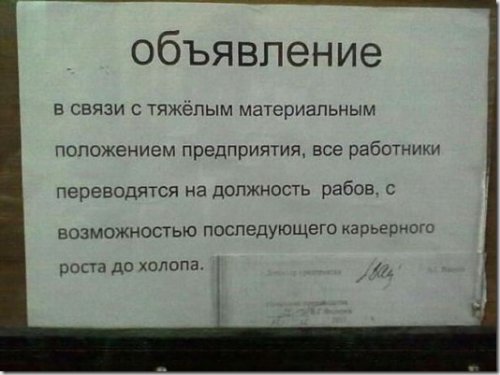 объявление
в связи с тяжёлым материальным
положением предприятия, все работники
переводятся на должность рабов, с
возможностью последующего карьерного
роста до холопа.